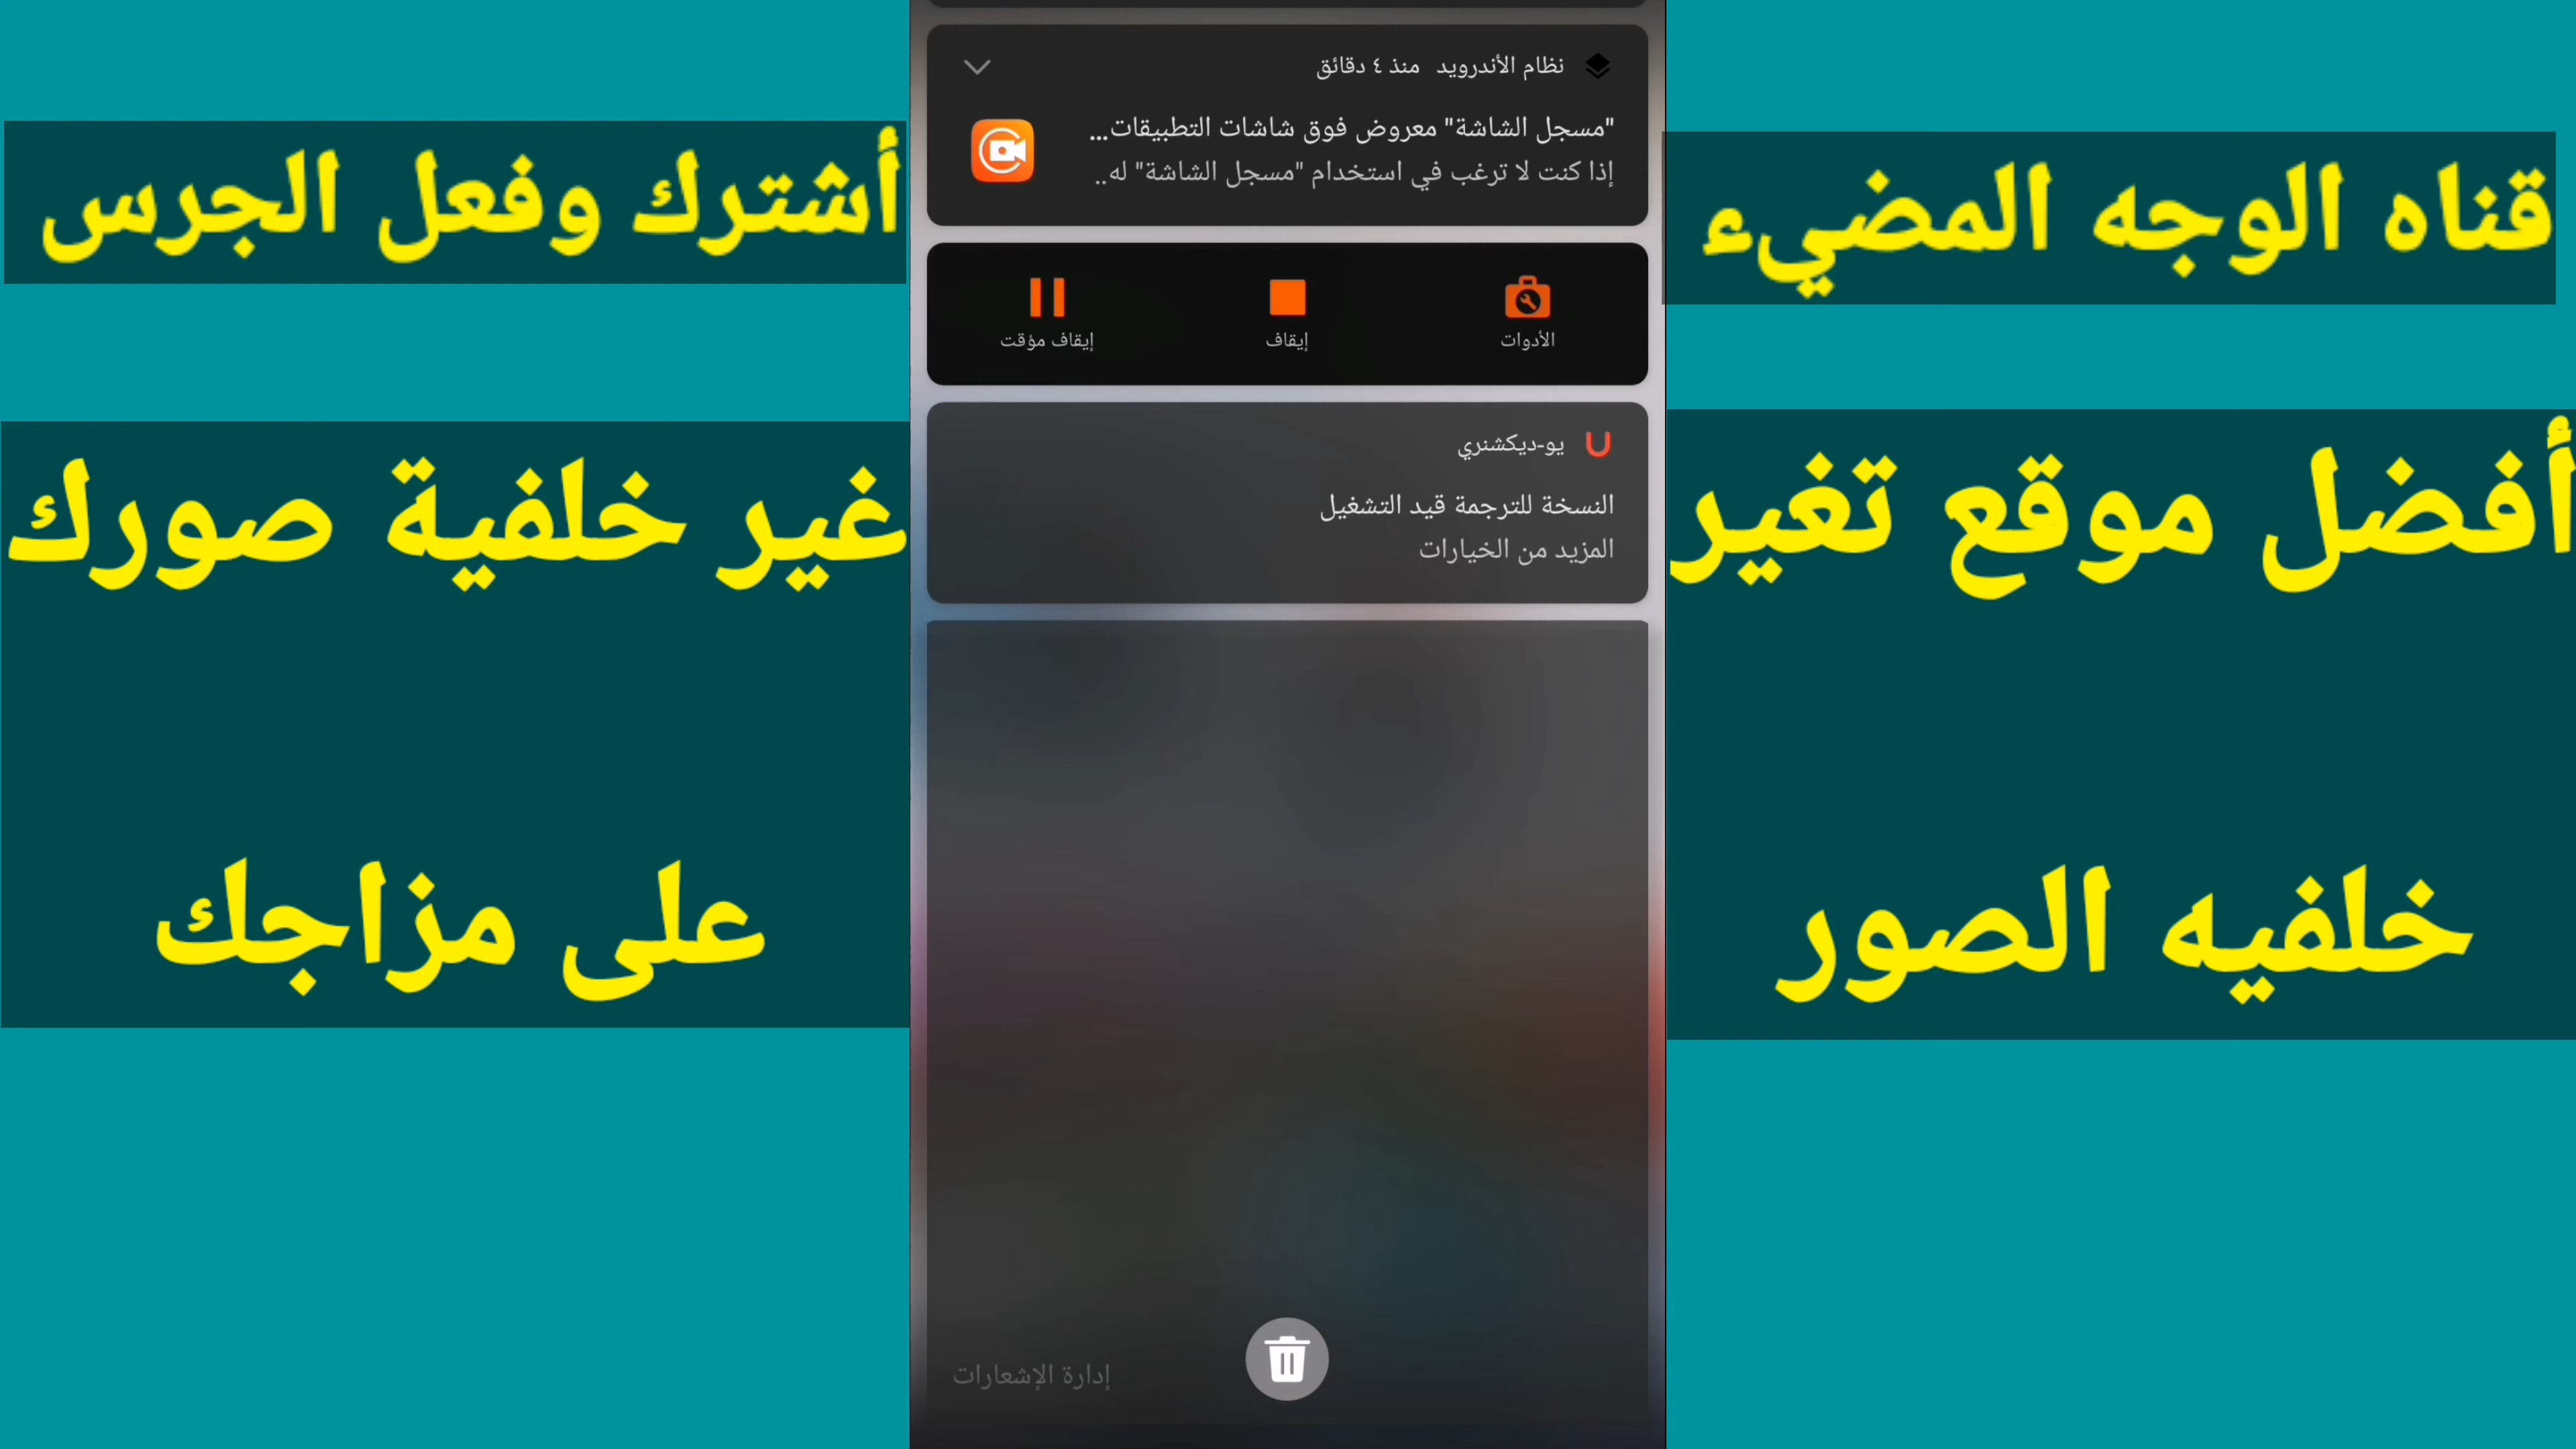 قناه الوجه المضيء
أفضل موقع تغير
خلفيه الصور
نظام الأندرويد منذ ٤ دقائق
"مسجل الشاشة" معروض فوق شاشات التطبيقات...
إذا كنت لا ترغب في استخدام "مسجل الشاشة" له..
الأدوات
إيقاف
إيقاف مؤقت
يو-ديكشنري
النسخة للترجمة قيد التشغيل
المزيد من الخيارات
إدارة الإشعارات
أشترك وفعل الجرس
غير خلفية صورك
على مزاجك